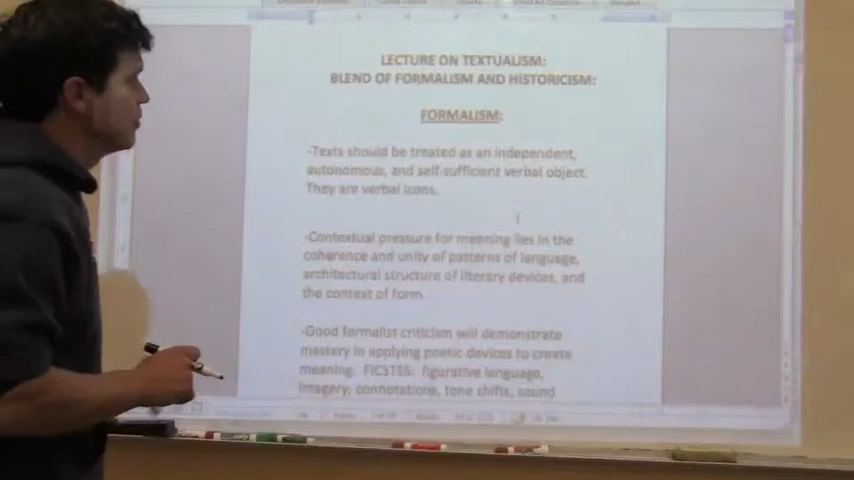 LECTURE ON TEXTUALISM:
BLEND OF FORMALISM AND HISTORICISM:
FORMALISM:
-Texts should be treated as an independent,
autonomous, and self-sufficient verbal object.
They are verbal icons.
-Contextual pressure for meaning lies in the
coherence and unity of patterns of language,
architectural structure of literary devices, and
the context of form.
-Good formalist criticism will demonstrate
mastery in applying poetic devices to create
meaning. FICSTSS: figurative language,
imagery, connotations, tone shifts, sound